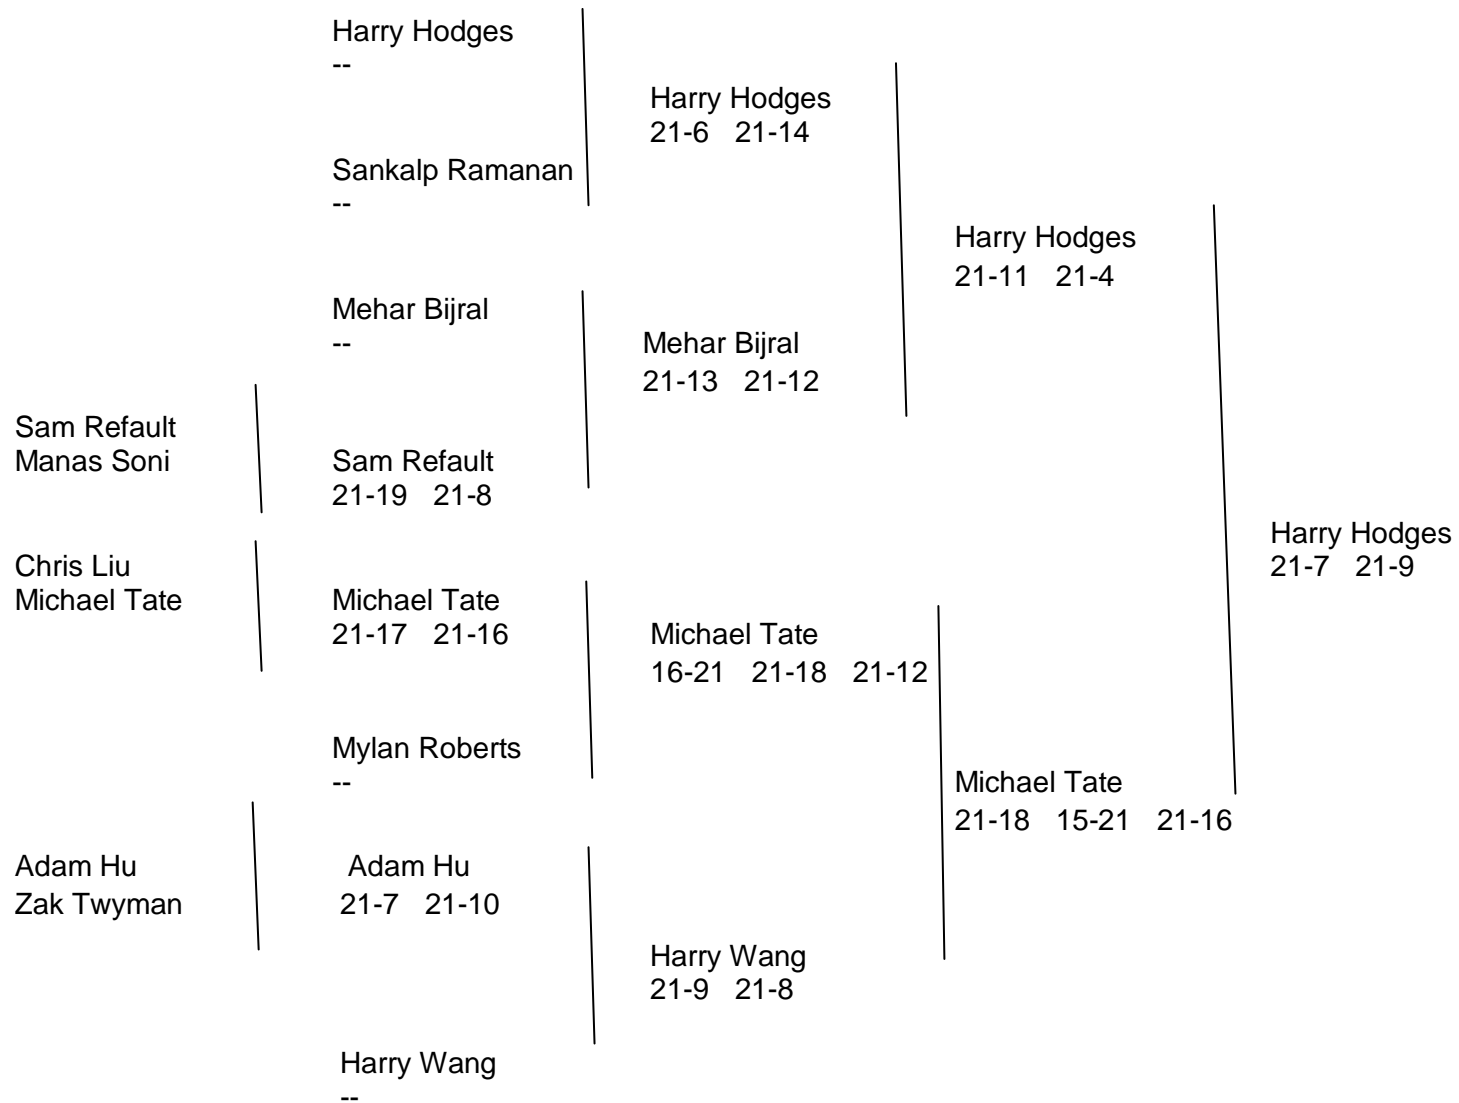 Harry Hodges
--
Harry Hodges
21-6 21-14
Sankalp Ramanan
--
Harry Hodges
21-11 21-4
Mehar Bijral
--
Mehar Bijral
21-13 21-12
Sam Refault
Manas Soni
Sam Refault
21-19 21-8
Harry Hodges
21-7 21-9
Chris Liu
Michael Tate
Michael Tate
21-17 21-16
Michael Tate
16-21 21-18 21-12
Mylan Roberts
--
Michael Tate
21-18 15-21 21-16
Adam Hu
Zak Twyman
Adam Hu
21-7 21-10
Harry Wang
21-9 21-8
Harry Wang
--